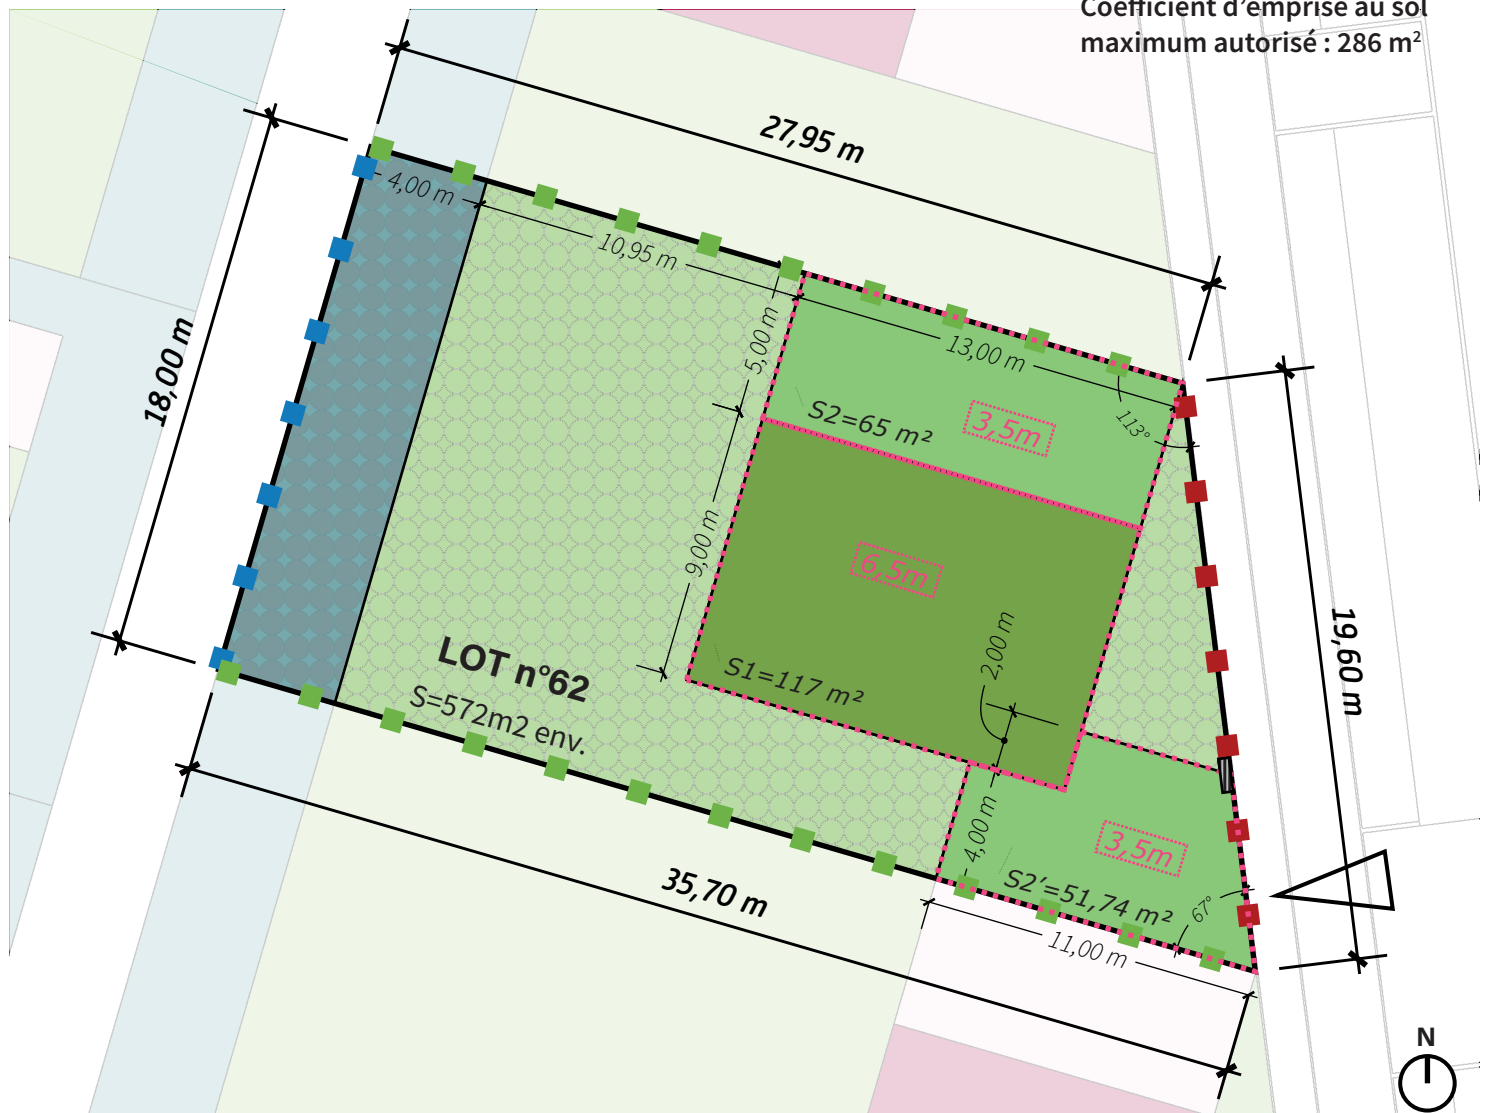 Coefficient d'emprise au sol
maximum autorisé : 286 m²
27,95 m
4,00 m
10,95 m
13,00 m
5,00 m
113°
S2=65 m²
3,5m
18,00 m
9,00 m
6,5m
2,00 m
19,60 m
LOT n°62
S=572m2 env.
S1=117 m²
4,00 m
3,5m
S2'=51,74 m²
67°
35,70 m
11,00 m
N